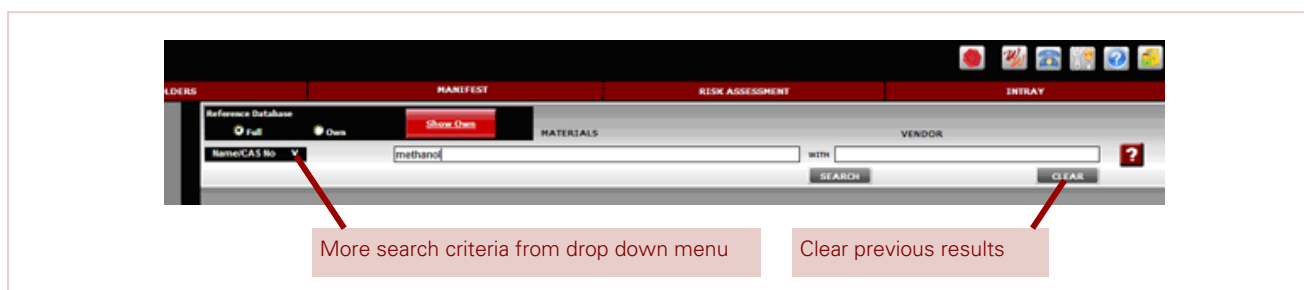 LDERS MANIFEST RISK ASSESSMENT INTRAY
Reference Database
Full Own Show Own MATERIALS VENDOR
Name/CAS No V methanol WITH ?
SEARCH CLEAR
More search criteria from drop down menu Clear previous results